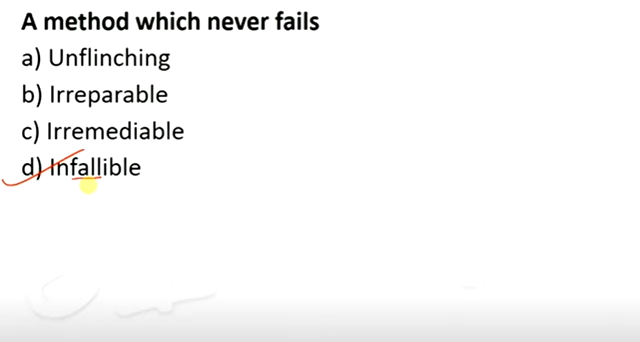 A method which never fails
a) Unflinching
b) Irreparable
c) Irremediable
d) Infallible